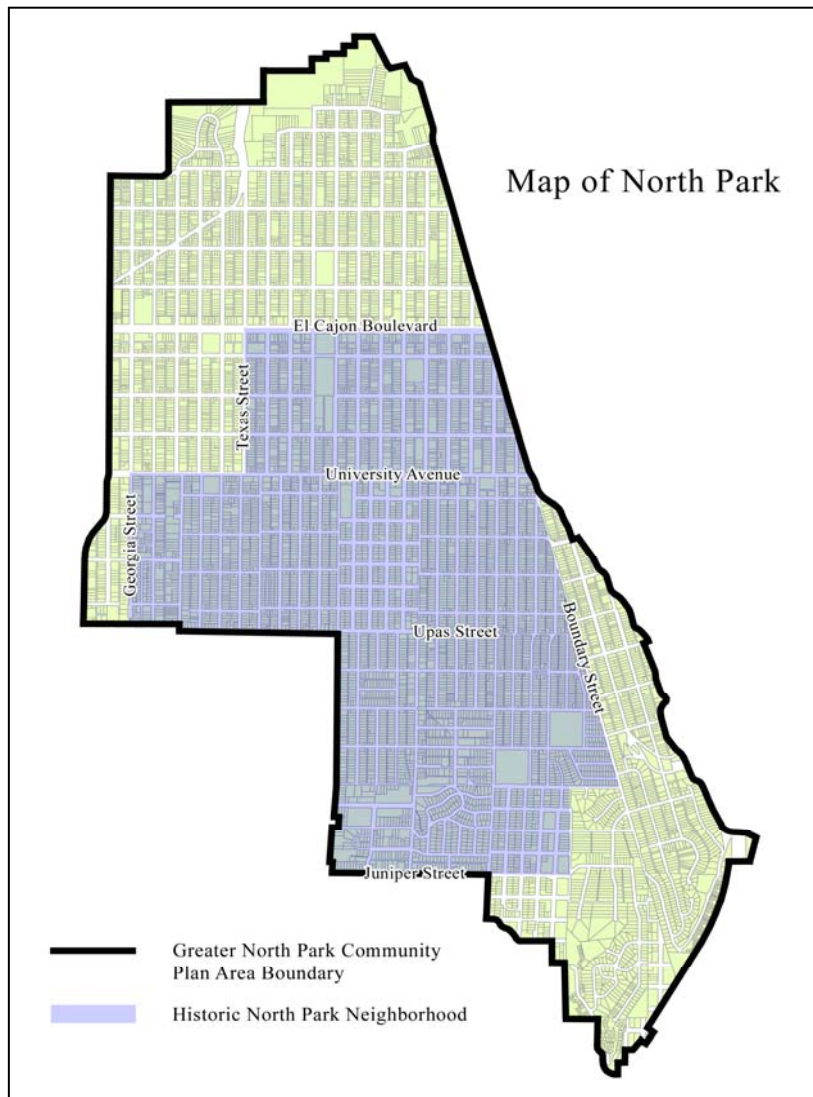 Map of North Park
El Cajon Boulevard
Texas Street
University Avenue
Georgia Street
Upas Street
Boundary Street
Juniper Street
Greater North Park Community
Plan Area Boundary
Historic North Park Neighborhood